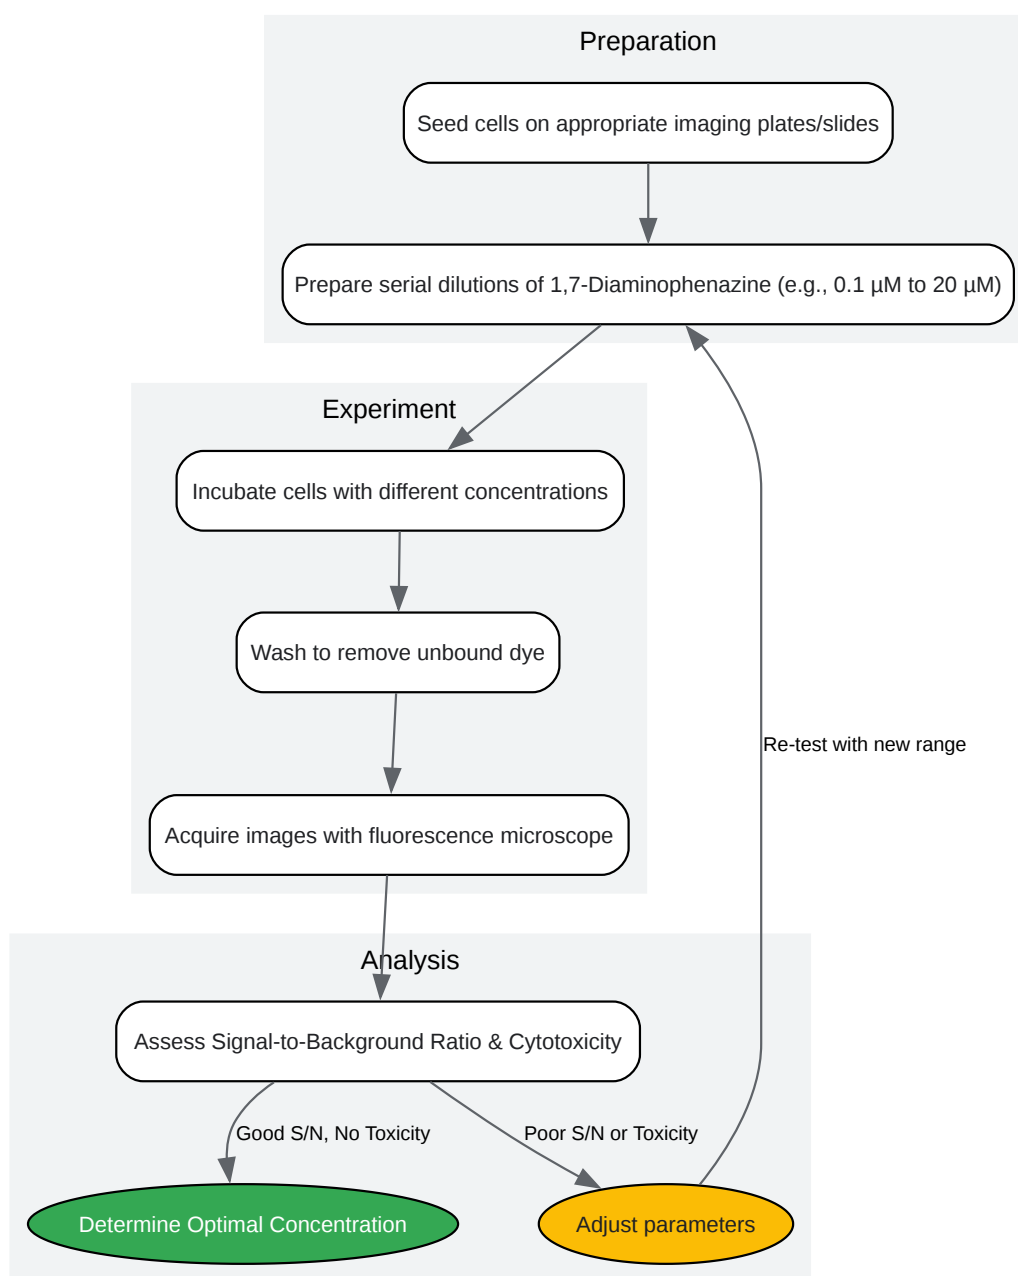 Preparation
Seed cells on appropriate imaging plates/slides
Prepare serial dilutions of 1,7-Diaminophenazine (e.g., 0.1 µM to 20 µM)
Experiment
Incubate cells with different concentrations
Wash to remove unbound dye
Re-test with new range
Acquire images with fluorescence microscope
Analysis
Assess Signal-to-Background Ratio & Cytotoxicity
Good S/N, No Toxicity
Poor S/N or Toxicity
Determine Optimal Concentration
Adjust parameters